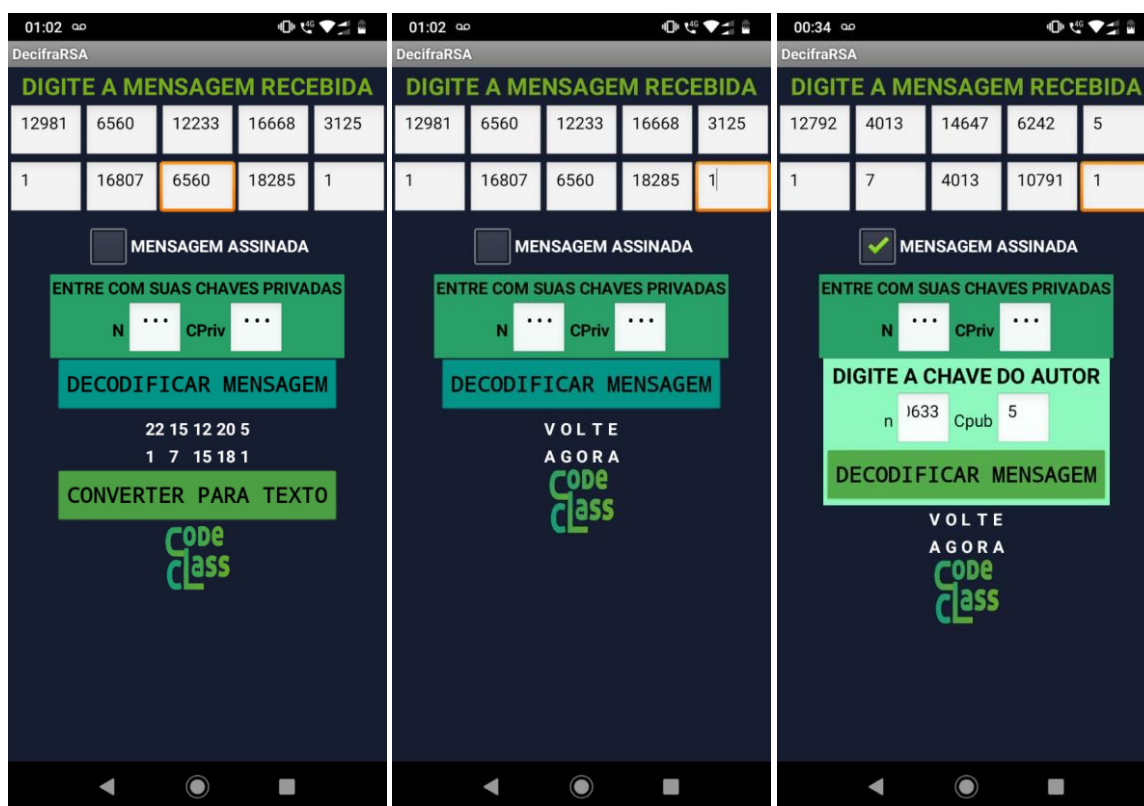 01:02
4G
DecifraRSA
DIGITE A MENSAGEM RECEBIDA
12981 6560 12233 16668 3125
1 16807 6560 18285 1
MENSAGEM ASSINADA
ENTRE COM SUAS CHAVES PRIVADAS
N ... CPriv ...
DECODIFICAR MENSAGEM
22 15 12 20 5
1 7 15 18 1
CONVERTER PARA TEXTO
CODe
class
01:02
4G
DecifraRSA
DIGITE A MENSAGEM RECEBIDA
12981 6560 12233 16668 3125
1 16807 6560 18285 1
MENSAGEM ASSINADA
ENTRE COM SUAS CHAVES PRIVADAS
N ... CPriv ...
DECODIFICAR MENSAGEM
V O L T E
A G O R A
CODe
class
00:34
4G
DecifraRSA
DIGITE A MENSAGEM RECEBIDA
12792 4013 14647 6242 5
1 7 4013 10791 1
MENSAGEM ASSINADA
ENTRE COM SUAS CHAVES PRIVADAS
N ... CPriv ...
DIGITE A CHAVE DO AUTOR
n 633 Cpub 5
DECODIFICAR MENSAGEM
V O L T E
A G O R A
CODe
class